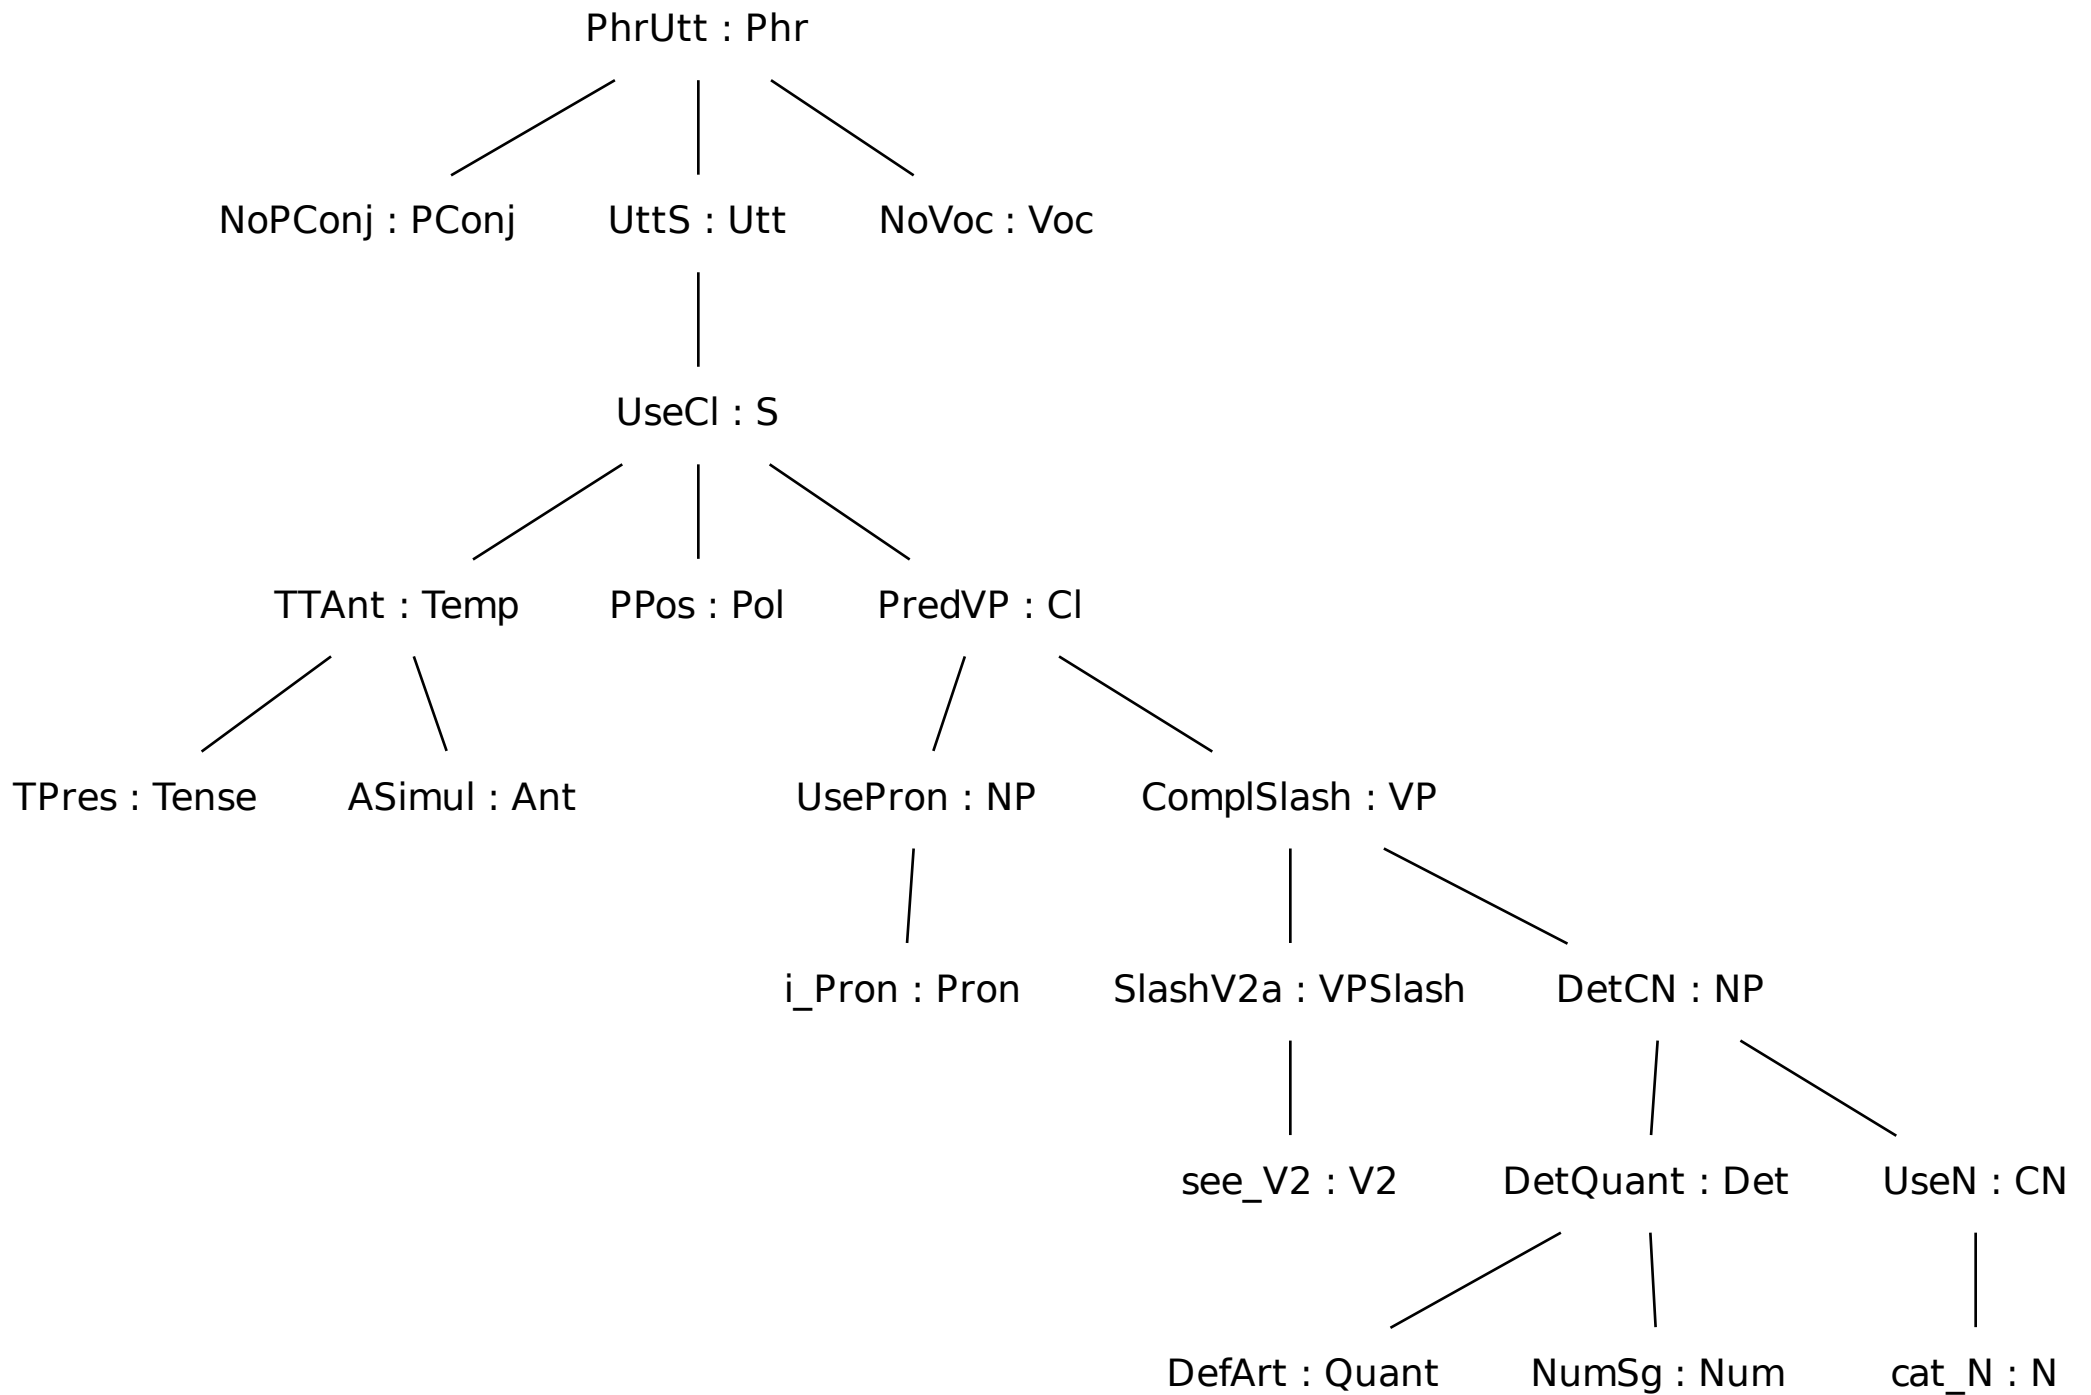 PhrUtt : Phr
NoPConj : PConj
UttS : Utt
NoVoc : Voc
UseCl : S
TTAnt : Temp
PPos : Pol
PredVP : Cl
TPres : Tense
ASimul : Ant
UsePron : NP
ComplSlash : VP
i_Pron : Pron
SlashV2a : VPSlash
DetCN : NP
see_V2 : V2
DetQuant : Det
UseN : CN
DefArt : Quant
NumSg : Num
cat_N : N